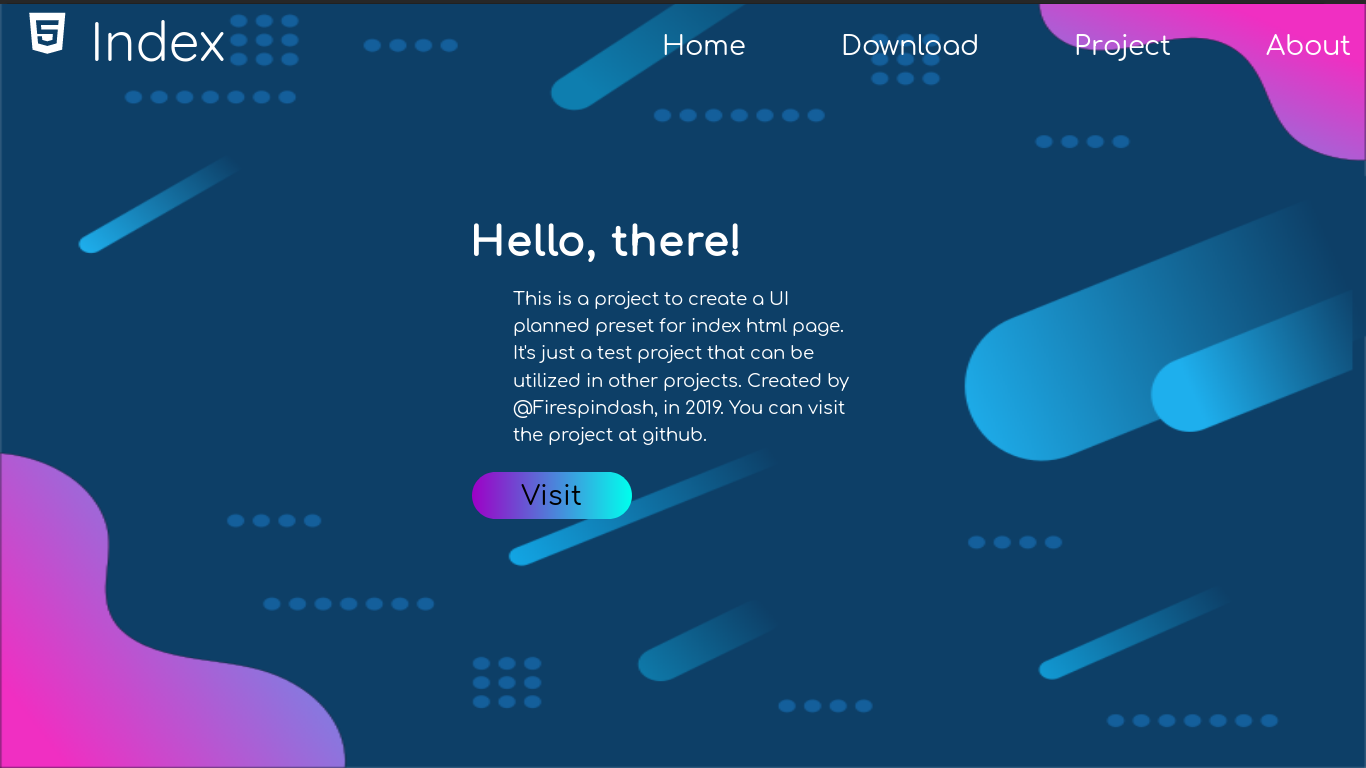 5 Index
Home Download Project About
Hello, there!
This is a project to create a UI
planned preset for index html page.
It's just a test project that can be
utilized in other projects. Created by
@Firespindash, in 2019. You can visit
the project at github.
Visit